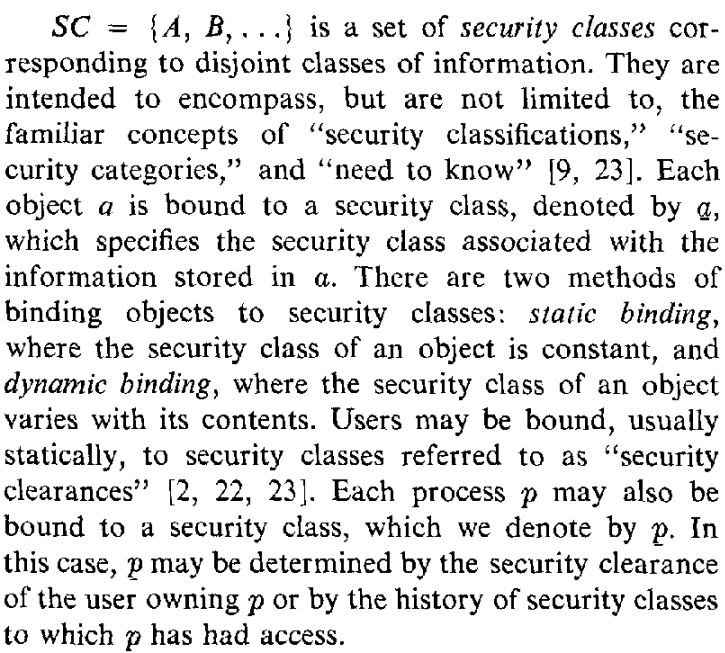 SC = {A, B, . . .} is a set of security classes cor-
responding to disjoint classes of information. They are
intended to encompass, but are not limited to, the
familiar concepts of “security classifications,” “se-
curity categories,” and “need to know” [9, 23]. Each
object a is bound to a security class, denoted by a̲,
which specifies the security class associated with the
information stored in a. There are two methods of
binding objects to security classes: static binding,
where the security class of an object is constant, and
dynamic binding, where the security class of an object
varies with its contents. Users may be bound, usually
statically, to security classes referred to as “security
clearances” [2, 22, 23]. Each process p may also be
bound to a security class, which we denote by p̲. In
this case, p̲ may be determined by the security clearance
of the user owning p or by the history of security classes
to which p has had access.